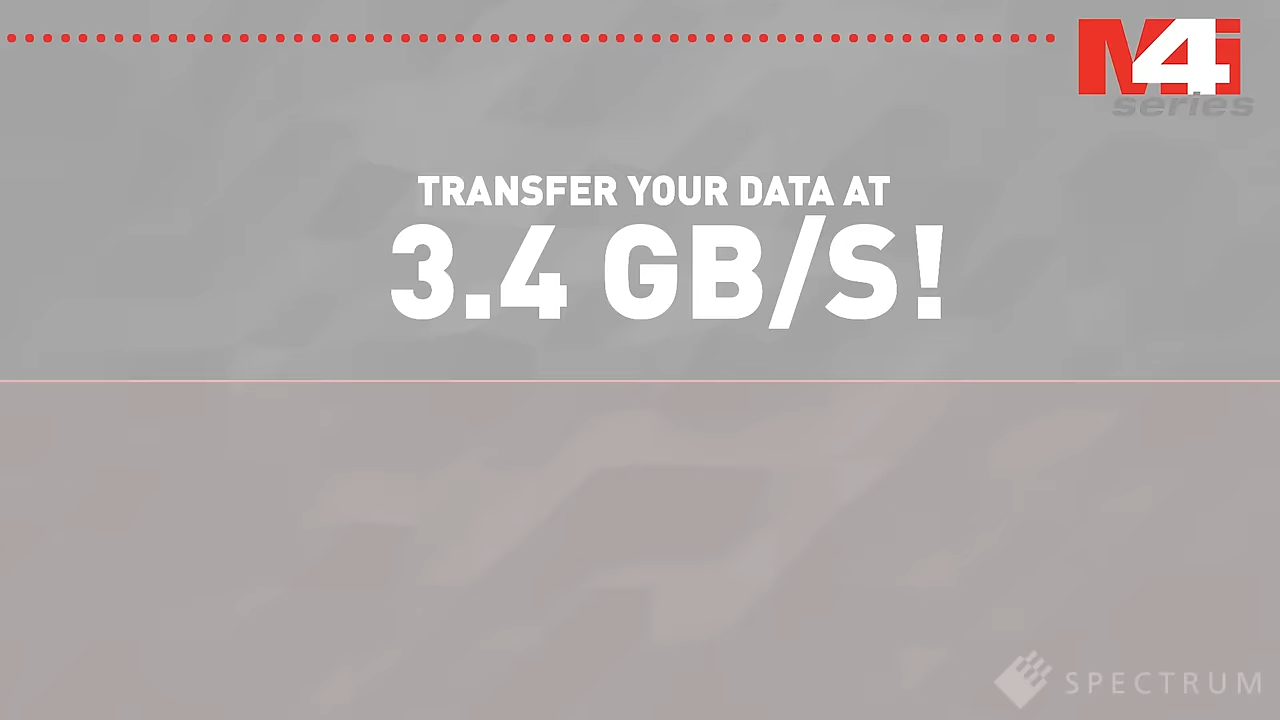 M4i
series
TRANSFER YOUR DATA AT
3.4 GB/S!
SPECTRUM